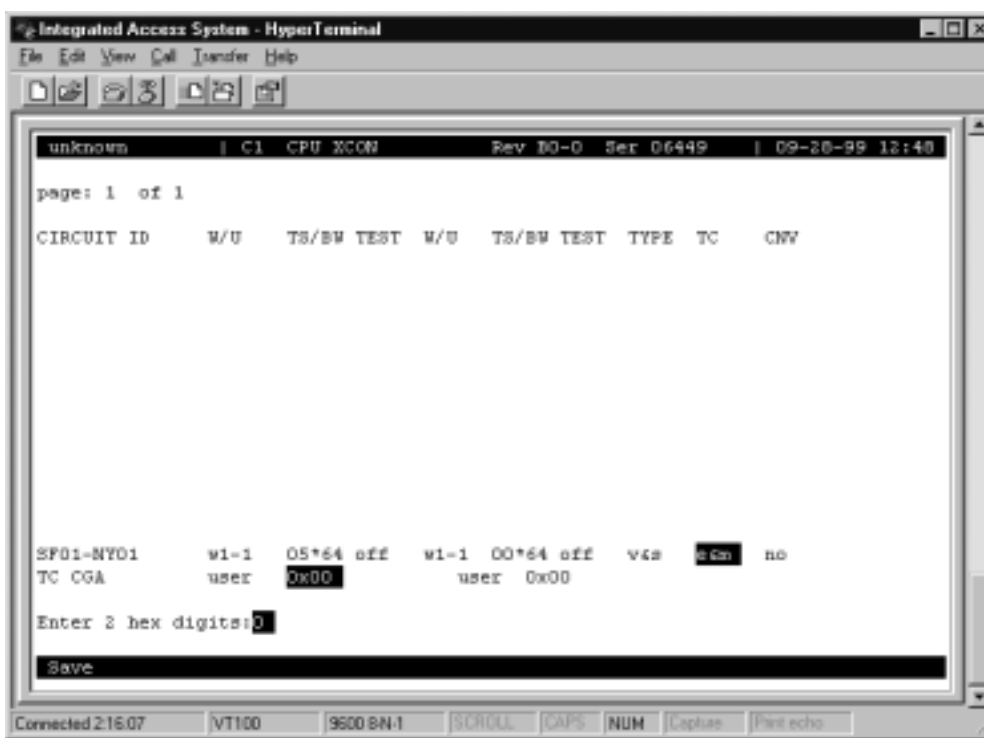 Integrated Access System - HyperTerminal
File Edit View Call Transfer Help
unknown | C1 CPU XCON Rev B0-0 Ser 06449 | 09-28-99 12:48
page: 1 of 1
CIRCUIT ID W/U TS/BW TEST W/U TS/BW TEST TYPE TC CNV
SF01-NY01 w1-1 05*64 off w1-1 00*64 off v&s e&m no
TC CGA user 0x00 user 0x00
Enter 2 hex digits:0
Save
Connected 2:16:07 VT100 9600 8-N-1 SCROLL CAPS NUM Capture Print echo